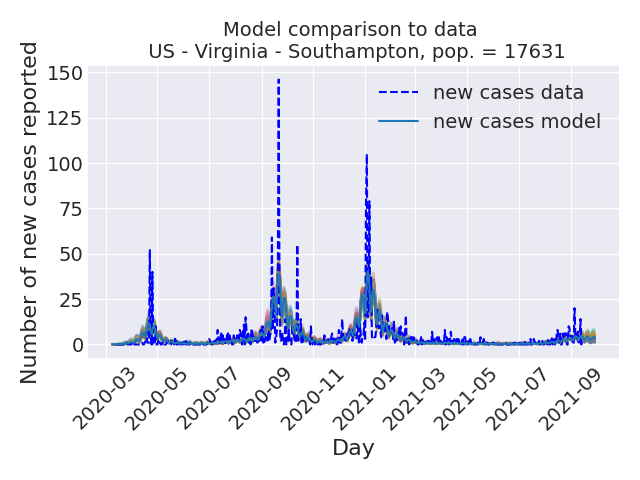 Model comparison to data
US - Virginia - Southampton, pop. = 17631
Number of new cases reported
150
125
100
75
50
25
0
new cases data
new cases model
2020-03
2020-05
2020-07
2020-09
2020-11
2021-01
2021-03
2021-05
2021-07
2021-09
Day